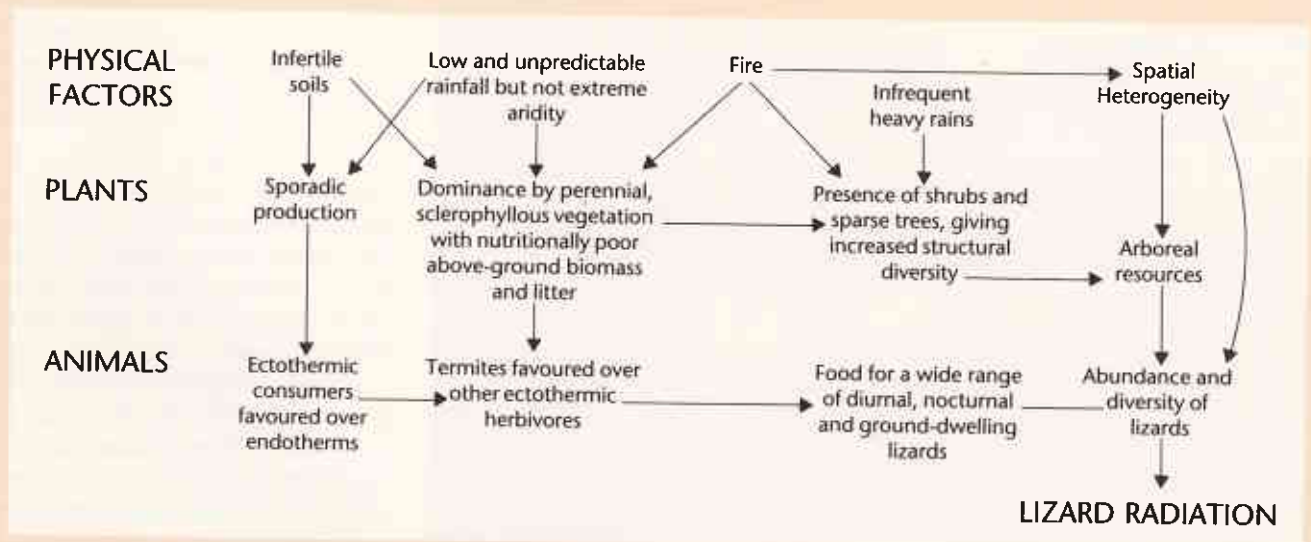 PHYSICAL
FACTORS
Infertile
soils
Low and unpredictable
rainfall but not extreme
aridity
Fire
Infrequent
heavy rains
Spatial
Heterogeneity
PLANTS
Sporadic
production
Dominance by perennial,
sclerophyllous vegetation
with nutritionally poor
above-ground biomass
and litter
Presence of shrubs and
sparse trees, giving
increased structural
diversity
Arboreal
resources
ANIMALS
Ectothermic
consumers
favoured over
endotherms
Termites favoured over
other ectothermic
herbivores
Food for a wide range
of diurnal, nocturnal
and ground-dwelling
lizards
Abundance and
diversity of
lizards
LIZARD RADIATION